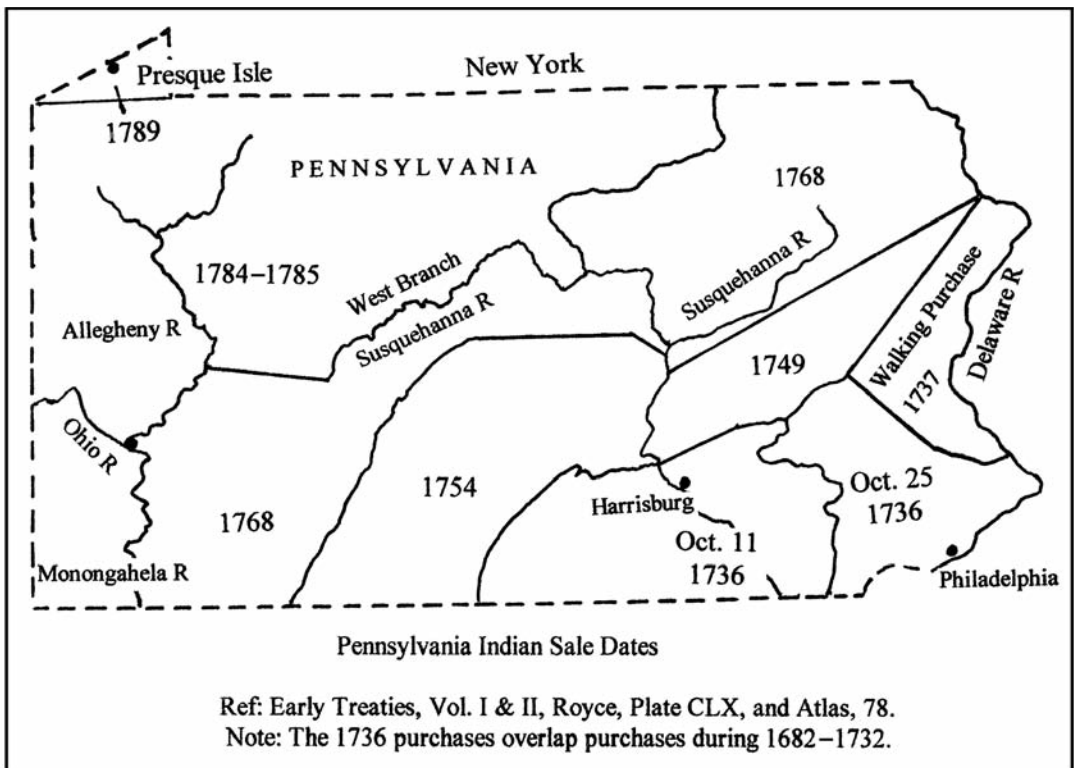 New York
Presque Isle
1789
PENNSYLVANIA
1768
1784–1785
West Branch
Susquehanna R
Susquehanna R
Walking Purchase
1737
Delaware R
Allegheny R
1749
Ohio R
1754
1768
Harrisburg
Oct. 25
1736
Oct. 11
1736
Monongahela R
Philadelphia
Pennsylvania Indian Sale Dates
Ref: Early Treaties, Vol. I & II, Royce, Plate CLX, and Atlas, 78.
Note: The 1736 purchases overlap purchases during 1682–1732.